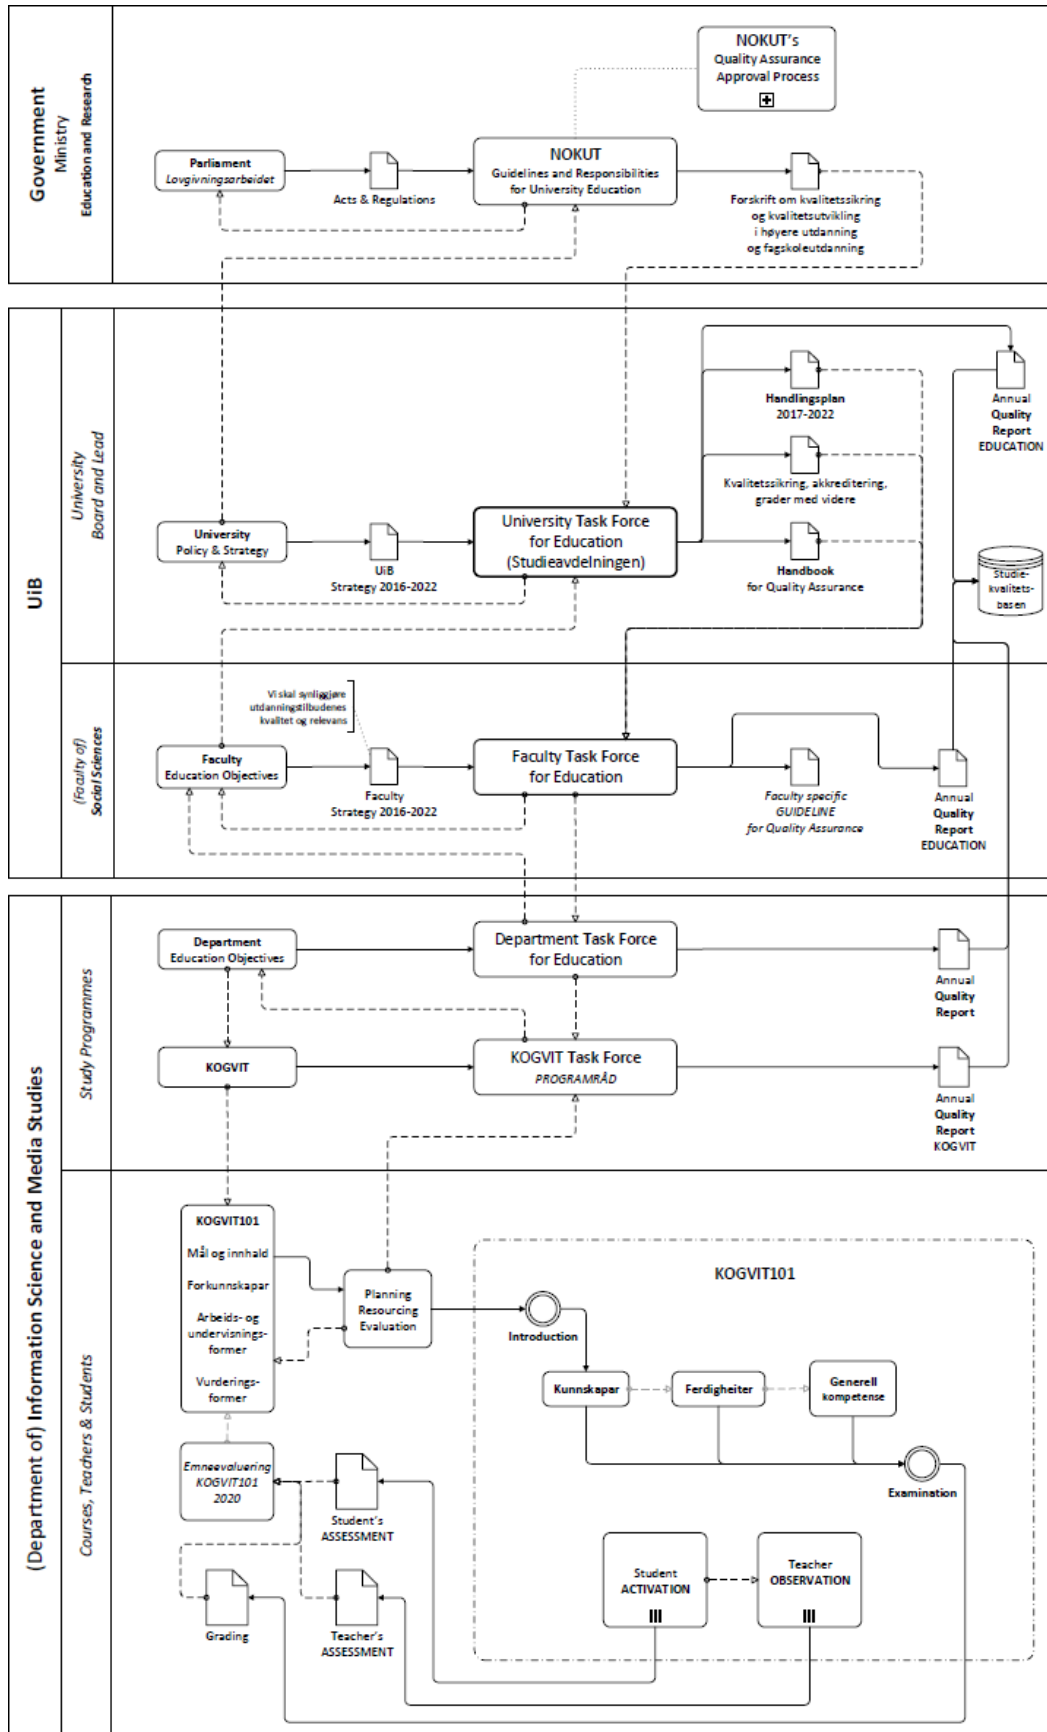 Government
Ministry
Education and Research
NOKUT's
Quality Assurance
Approval Process
Parliament
Lovgivningsarbeidet
Acts & Regulations
NOKUT
Guidelines and Responsibilities
for University Education
Forskrift om kvalitetssikring
og kvalitetsutvikling
i høyere utdanning
og fagskoleutdanning
UiB
University
Board and Lead
University
Policy & Strategy
UiB
Strategy 2016-2022
University Task Force
for Education
(Studieavdelningen)
Handlingsplan
2017-2022
Kvalitetssikring, akkreditering,
grader med videre
Handbook
for Quality Assurance
Annual
Quality
Report
EDUCATION
Studie-
kvalitets-
basen
(Faculty of)
Social Sciences
Vi skal synliggjøre
utdanningstilbudenes
kvalitet og relevans
Faculty
Education Objectives
Faculty
Strategy 2016-2022
Faculty Task Force
for Education
Faculty specific
GUIDELINE
for Quality Assurance
Annual
Quality
Report
EDUCATION
(Department of) Information Science and Media Studies
Study Programmes
Department
Education Objectives
Department Task Force
for Education
Annual
Quality
Report
KOGVIT
KOGVIT Task Force
PROGRAMRÅD
Annual
Quality
Report
KOGVIT
Courses, Teachers & Students
KOGVIT101
Mål og innhald
Forkunnskapar
Arbeids- og
undervisnings-
former
Vurderings-
former
Planning
Resourcing
Evaluation
KOGVIT101
Introduction
Kunnskapar
Ferdigheiter
Generell
kompetense
Examination
Emneevaluering
KOGVIT101
2020
Student's
ASSESSMENT
Student
ACTIVATION
Teacher
OBSERVATION
Grading
Teacher's
ASSESSMENT